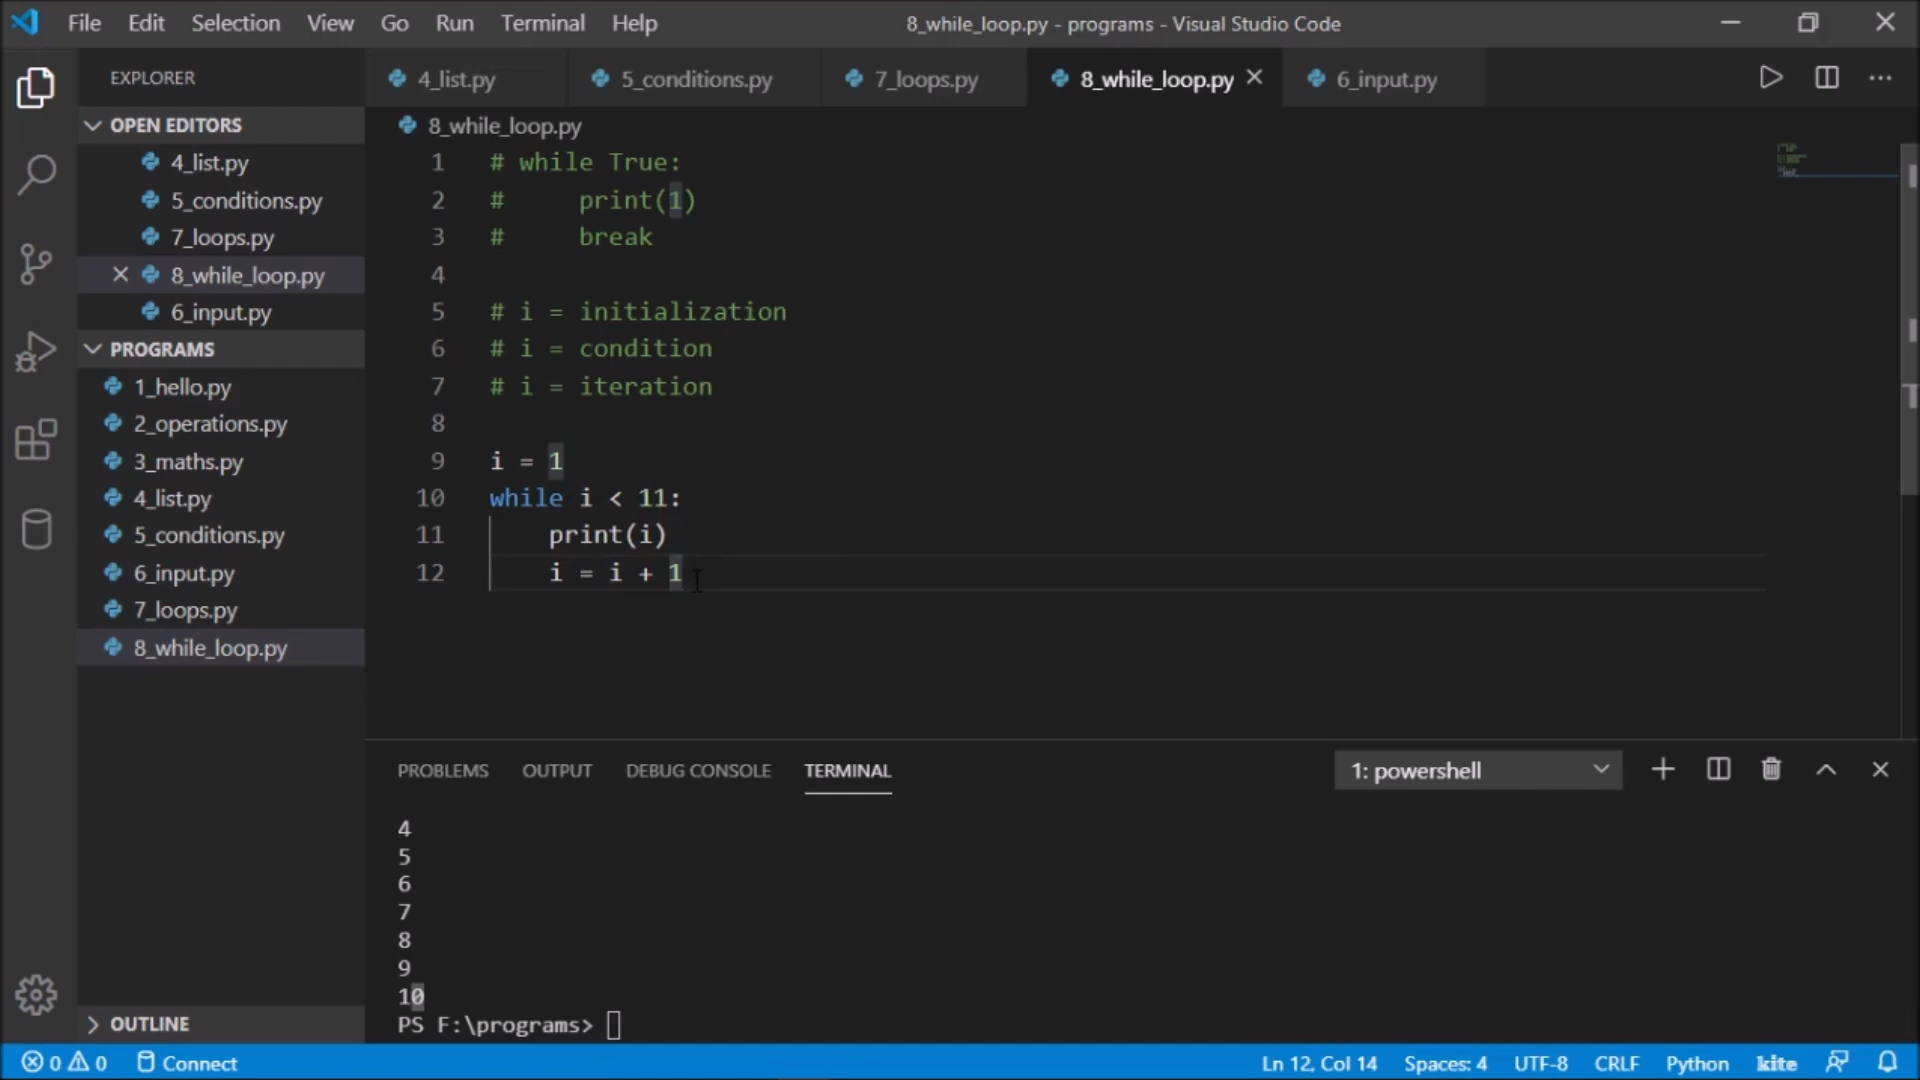 File Edit Selection View Go Run Terminal Help 8_while_loop.py - programs - Visual Studio Code
EXPLORER
4_list.py 5_conditions.py 7_loops.py 8_while_loop.py 6_input.py
OPEN EDITORS
4_list.py
5_conditions.py
7_loops.py
8_while_loop.py
6_input.py
PROGRAMS
1_hello.py
2_operations.py
3_maths.py
4_list.py
5_conditions.py
6_input.py
7_loops.py
8_while_loop.py
OUTLINE
8_while_loop.py
1 # while True:
2 #     print(1)
3 #     break
4
5 # i = initialization
6 # i = condition
7 # i = iteration
8
9 i = 1
10 while i < 11:
11     print(i)
12     i = i + 1
PROBLEMS OUTPUT DEBUG CONSOLE TERMINAL 1: powershell
4
5
6
7
8
9
10
PS F:\programs>
0 0 Connect Ln 12, Col 14 Spaces: 4 UTF-8 CRLF Python kite